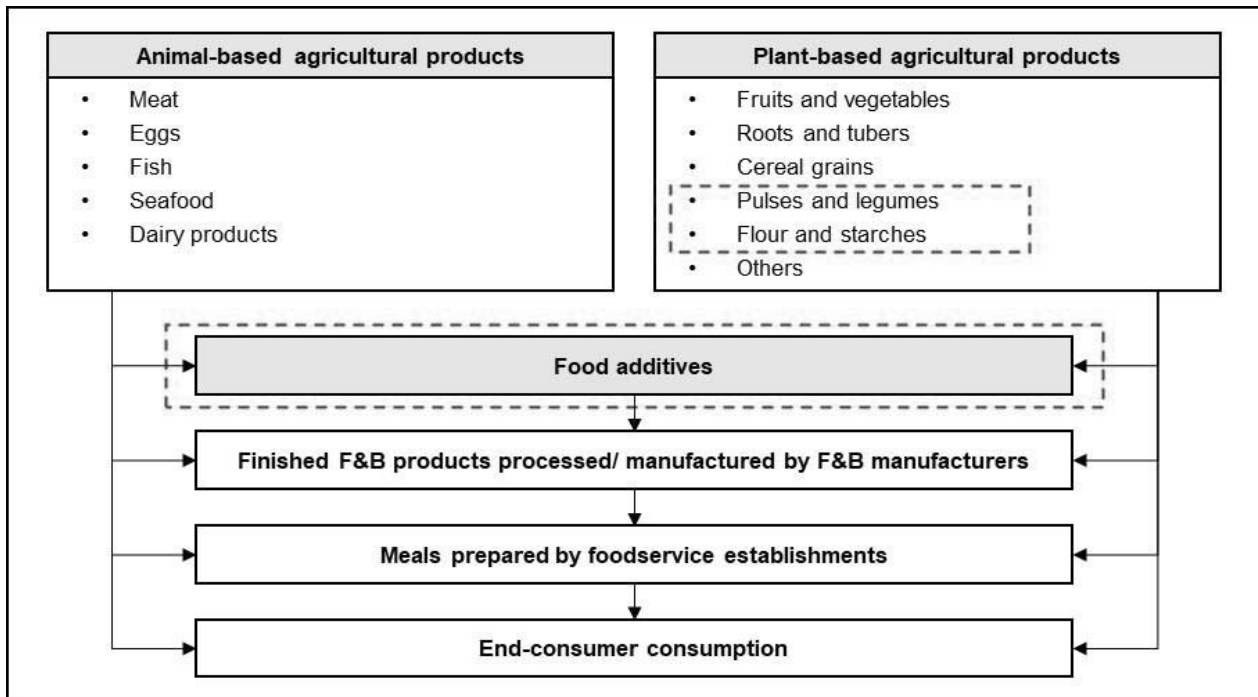 Animal-based agricultural products
• Meat
• Eggs
• Fish
• Seafood
• Dairy products
Plant-based agricultural products
• Fruits and vegetables
• Roots and tubers
• Cereal grains
• Pulses and legumes
• Flour and starches
• Others
Food additives
Finished F&B products processed/ manufactured by F&B manufacturers
Meals prepared by foodservice establishments
End-consumer consumption